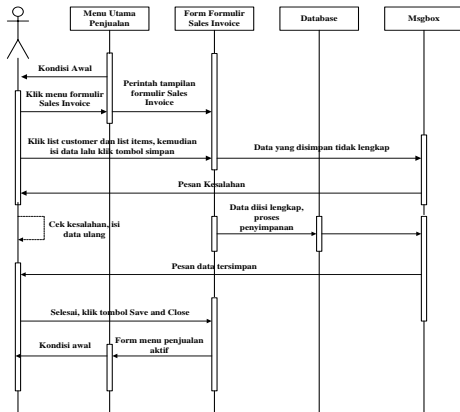 Menu Utama
Penjualan
Form Formulir
Sales Invoice
Database
Msgbox
Kondisi Awal
Klik menu formulir
Sales Invoice
Perintah tampilan
formulir Sales
Invoice
Klik list customer dan list items, kemudian
isi data lalu klik tombol simpan
Data yang disimpan tidak lengkap
Pesan Kesalahan
Cek kesalahan, isi
data ulang
Data diisi lengkap,
proses
penyimpanan
Pesan data tersimpan
Selesai, klik tombol Save and Close
Kondisi awal
Form menu penjualan
aktif